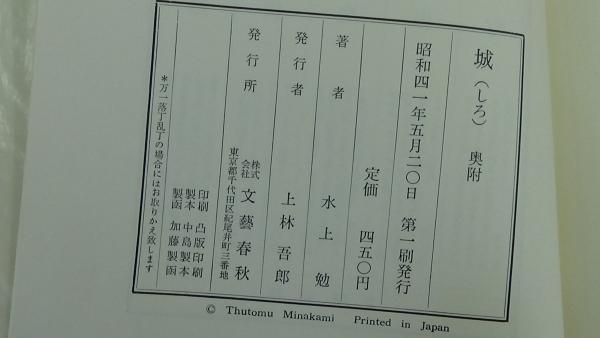 城（しろ） 奥附
昭和四一年五月二〇日 第一刷発行
定価 四五〇円
著者 水上勉
発行者 上林吾郎
発行所 株式会社 文藝春秋
東京都千代田区紀尾井町三番地
印刷 凸版印刷
製本 中島製本
製函 加藤製函
＊万一落丁乱丁の場合にはお取りかえ致します
© Thutomu Minakami Printed in Japan